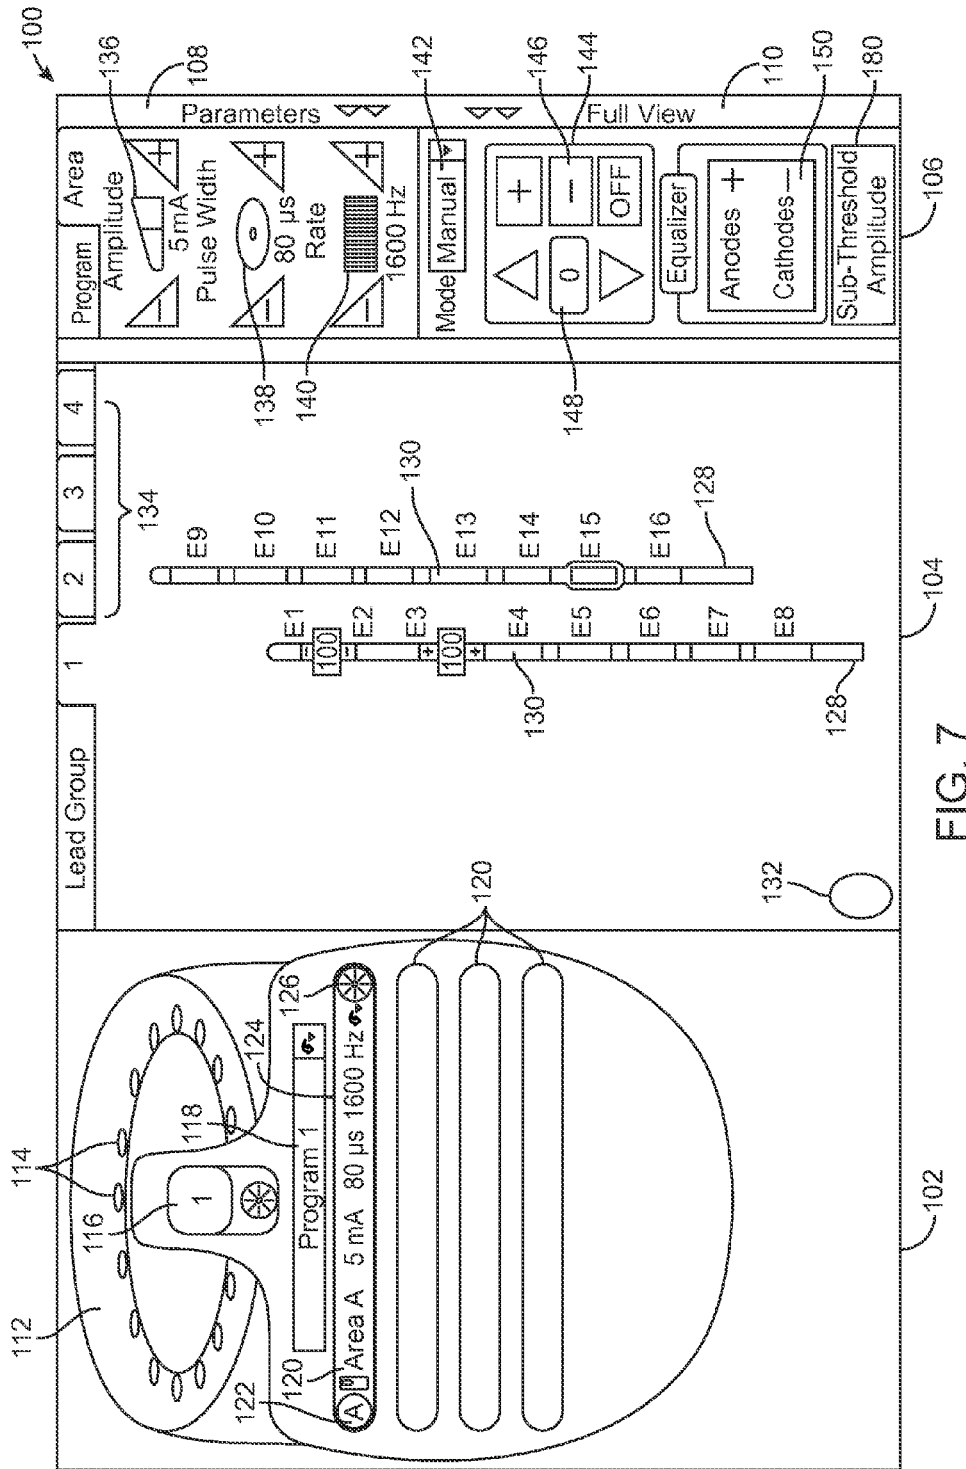 100
Lead Group
1
2
3
4
134
Program
Area
Amplitude
136
5 mA
Pulse Width
138
80 µs
Rate
140
1600 Hz
Parameters
108
Mode
Manual
142
+
−
OFF
0
146
144
148
Full View
110
Equalizer
Anodes +
Cathodes −
150
Sub-Threshold
Amplitude
180
106
112
114
116
1
118
Program 1
124
126
120
122
A
Area A 5 mA 80 µs 1600 Hz
120
102
E1
- 100 -
E2
E3
+ 100 +
E4
E5
E6
E7
E8
130
128
E9
E10
E11
E12
E13
E14
E15
E16
130
128
132
104
FIG. 7